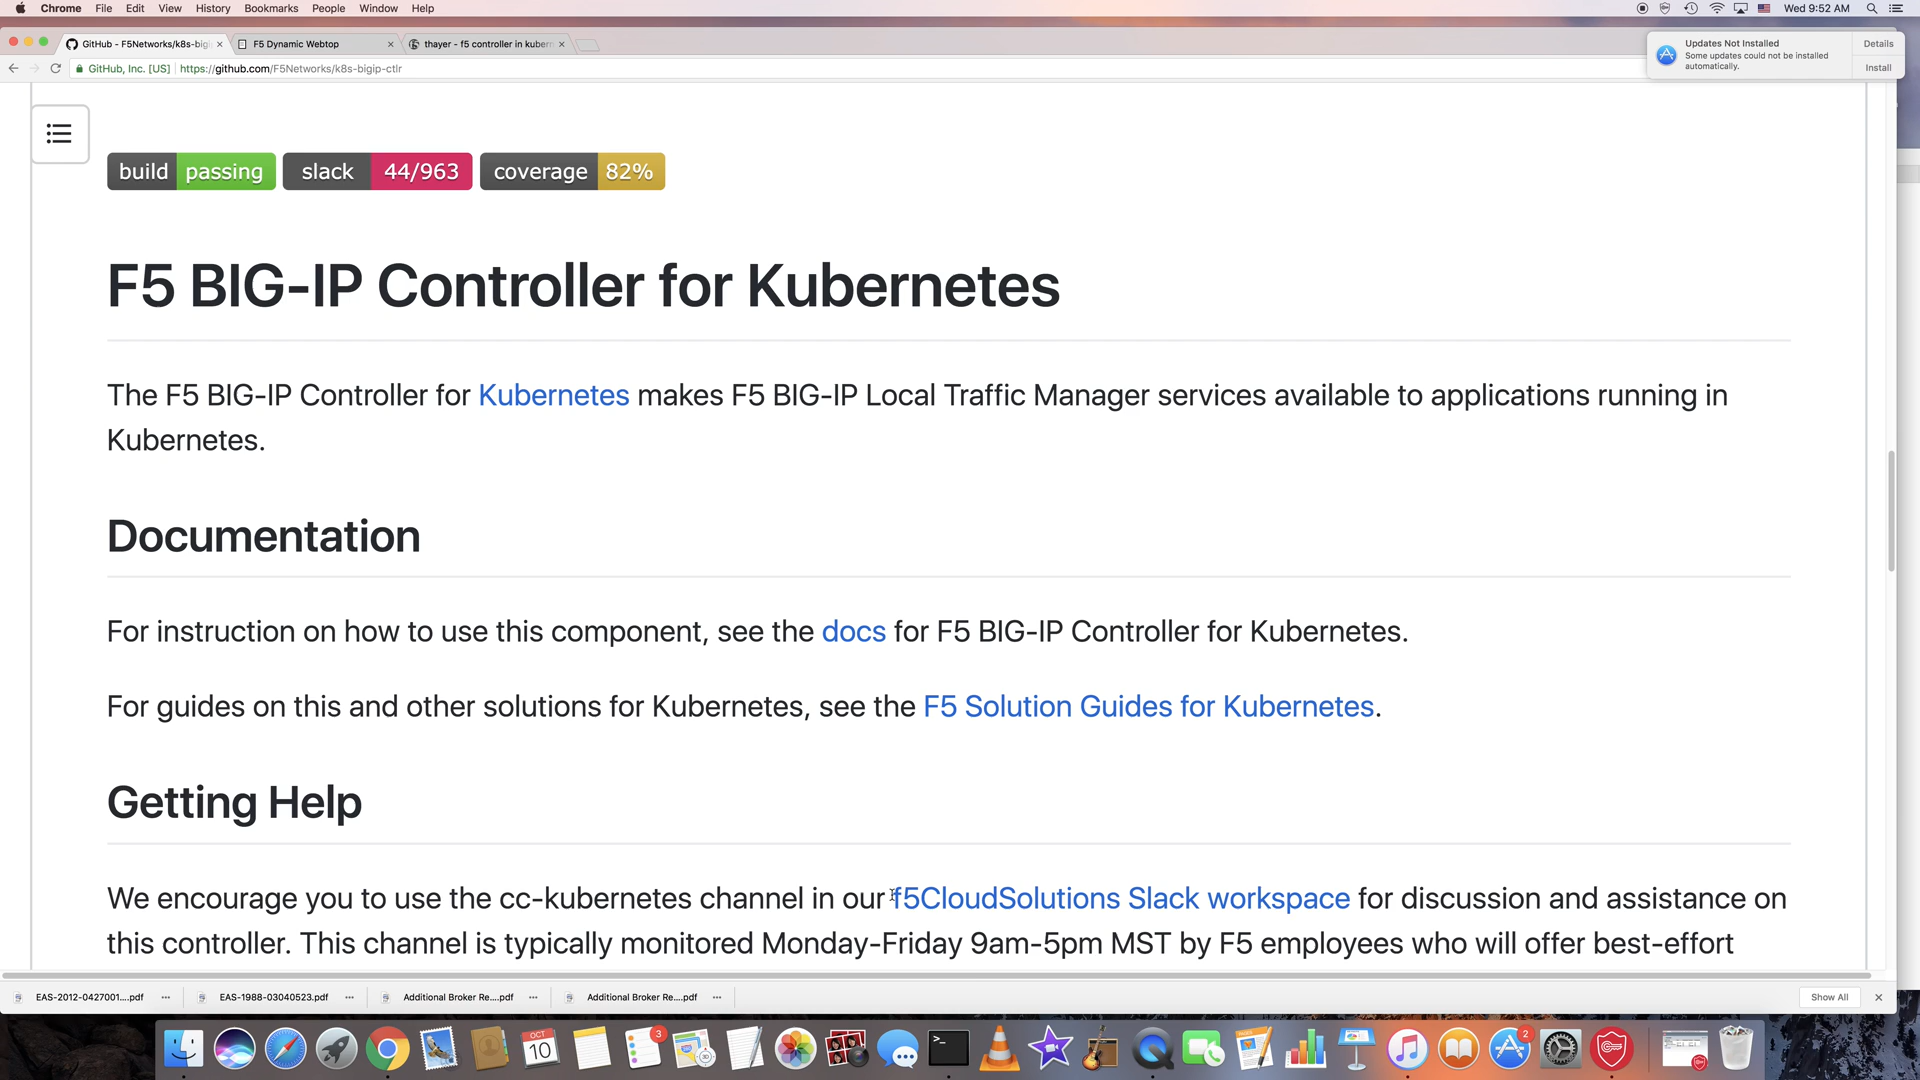 Chrome File Edit View History Bookmarks People Window Help
Wed 9:52 AM
GitHub - F5Networks/k8s-bigi
F5 Dynamic Webtop
thayer - f5 controller in kubern
GitHub, Inc. [US] https://github.com/F5Networks/k8s-bigip-ctlr
Updates Not Installed
Some updates could not be installed
automatically.
Details
Install
build passing slack 44/963 coverage 82%
F5 BIG-IP Controller for Kubernetes
The F5 BIG-IP Controller for Kubernetes makes F5 BIG-IP Local Traffic Manager services available to applications running in
Kubernetes.
Documentation
For instruction on how to use this component, see the docs for F5 BIG-IP Controller for Kubernetes.
For guides on this and other solutions for Kubernetes, see the F5 Solution Guides for Kubernetes.
Getting Help
We encourage you to use the cc-kubernetes channel in our f5CloudSolutions Slack workspace for discussion and assistance on
this controller. This channel is typically monitored Monday-Friday 9am-5pm MST by F5 employees who will offer best-effort
EAS-2012-0427001....pdf
EAS-1988-03040523.pdf
Additional Broker Re....pdf
Additional Broker Re....pdf
Show All
OCT
10
3
2